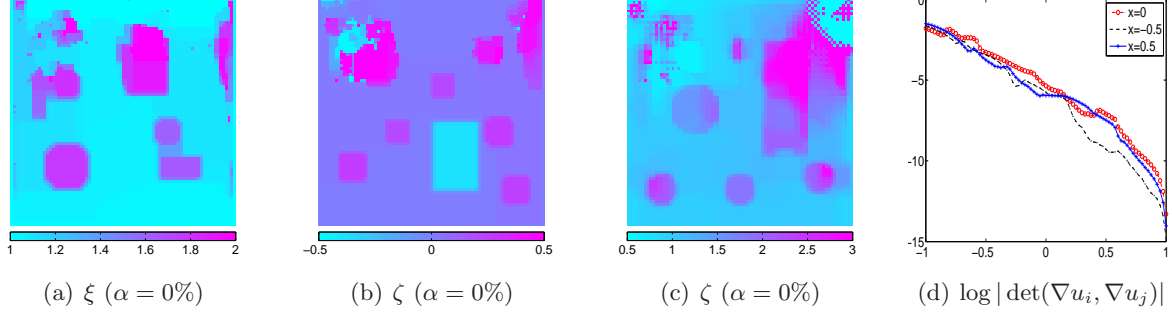 0
x=0
x=−0.5
x=0.5
−5
−10
−15
−1 −0.5 0 0.5 1
1 1.2 1.4 1.6 1.8 2
−0.5 0 0.5
0.5 1 1.5 2 2.5 3
(a) ξ (α = 0%)
(b) ζ (α = 0%)
(c) ζ (α = 0%)
(d) log | det(∇u_i, ∇u_j)|